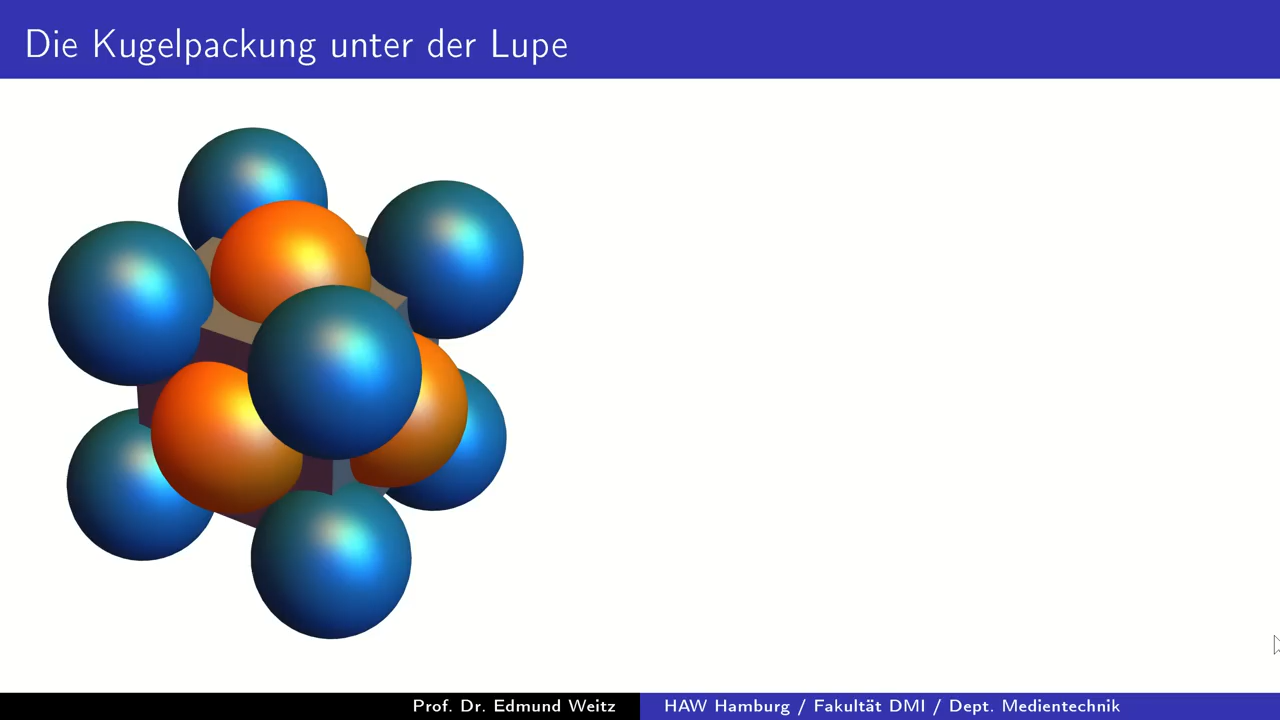 Die Kugelpackung unter der Lupe
Prof. Dr. Edmund Weitz
HAW Hamburg / Fakultät DMI / Dept. Medientechnik